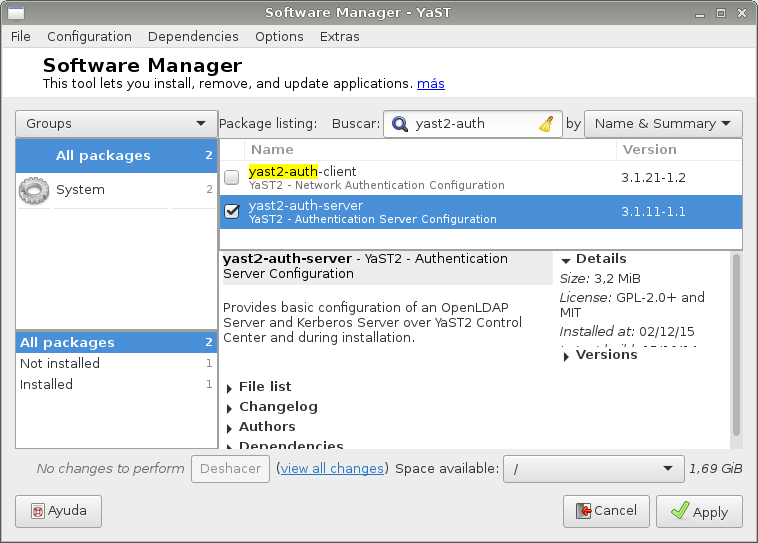 Software Manager - YaST
File Configuration Dependencies Options Extras
Software Manager
This tool lets you install, remove, and update applications. más
Groups
Package listing: Buscar: yast2-auth by Name & Summary
All packages 2
System 2
Name Version
yast2-auth-client 3.1.21-1.2
YaST2 - Network Authentication Configuration
yast2-auth-server 3.1.11-1.1
YaST2 - Authentication Server Configuration
All packages 2
Not installed 1
Installed 1
yast2-auth-server - YaST2 - Authentication
Server Configuration
Provides basic configuration of an OpenLDAP
Server and Kerberos Server over YaST2 Control
Center and during installation.
File list
Changelog
Authors
Dependencies
Details
Size: 3,2 MiB
License: GPL-2.0+ and
MIT
Installed at: 02/12/15
Versions
No changes to perform Deshacer (view all changes) Space available: / 1,69 GiB
Ayuda Cancel Apply